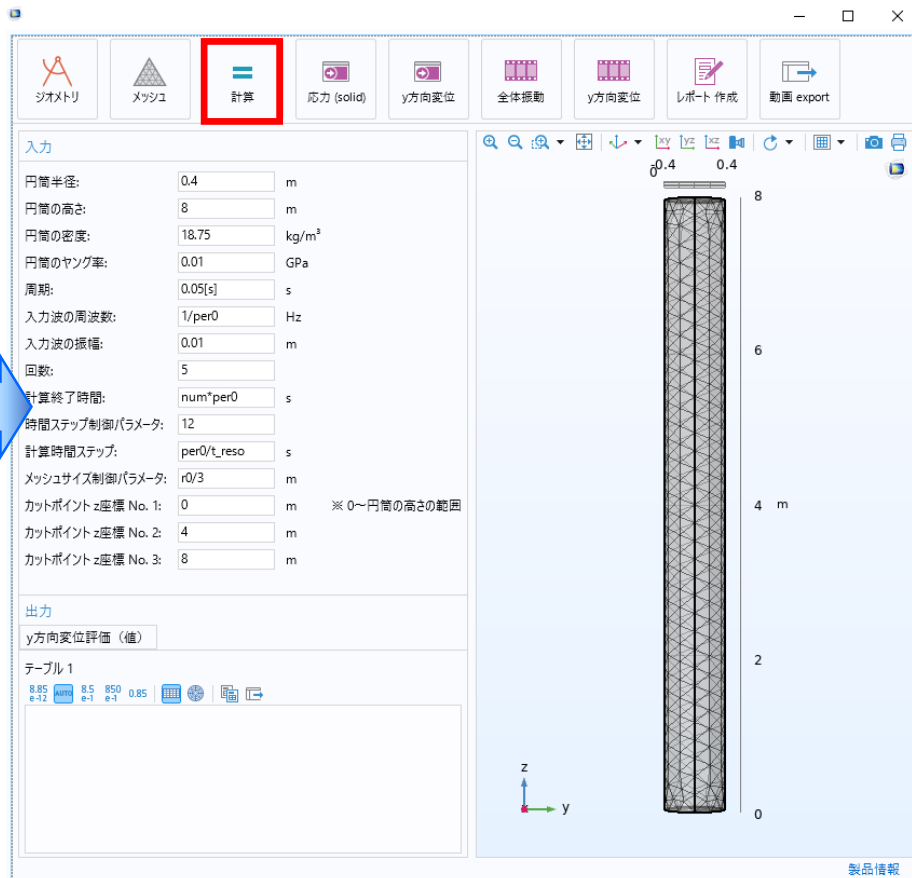 ジオメトリ メッシュ 計算 応力 (solid) y方向変位 全体振動 y方向変位 レポート 作成 動画 export
入力
円筒半径: 0.4 m
円筒の高さ: 8 m
円筒の密度: 18.75 kg/m³
円筒のヤング率: 0.01 GPa
周期: 0.05[s] s
入力波の周波数: 1/per0 Hz
入力波の振幅: 0.01 m
回数: 5
計算終了時間: num*per0 s
時間ステップ制御パラメータ: 12
計算時間ステップ: per0/t_reso s
メッシュサイズ制御パラメータ: r0/3 m
カットポイント z座標 No. 1: 0 m ※ 0～円筒の高さの範囲
カットポイント z座標 No. 2: 4 m
カットポイント z座標 No. 3: 8 m
出力
y方向変位評価（値）
テーブル 1
8.85 e-12 AUTO 8.5 e-1 850 e-1 0.85
xy yz xz
0 -0.4 0.4
8
6
4 m
2
0
z
y
製品情報